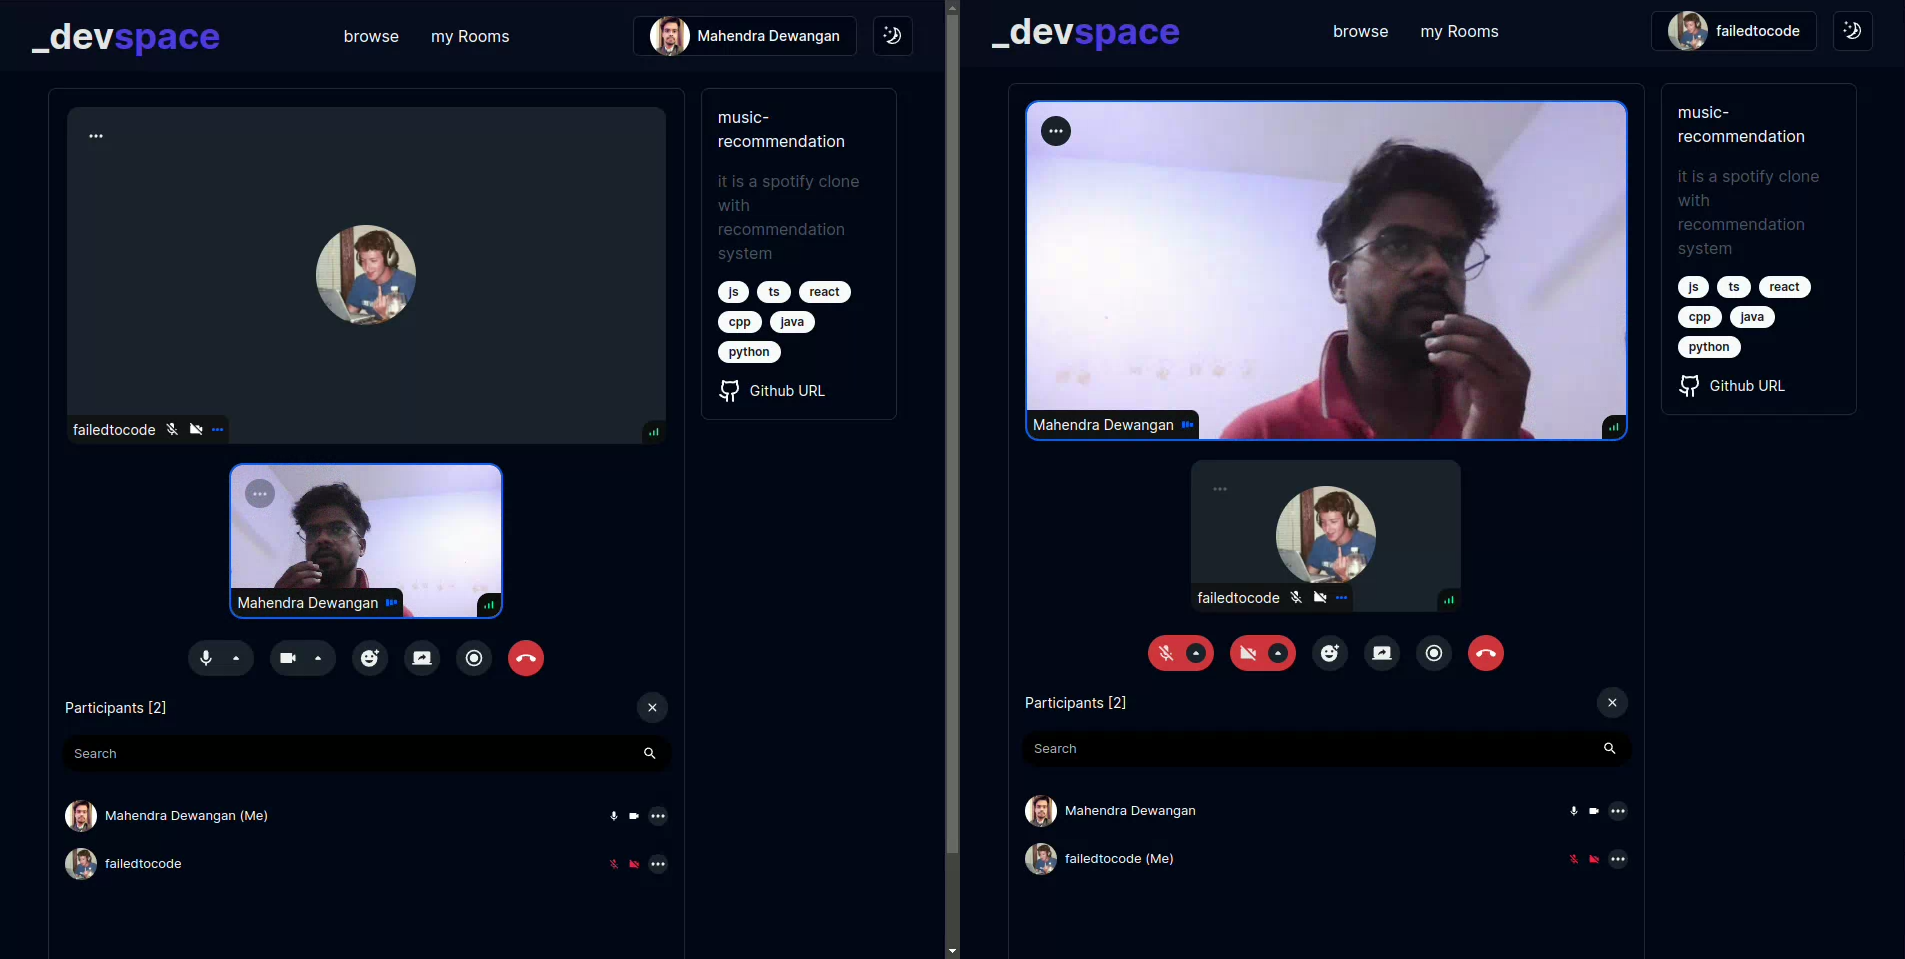 _devspace
browse
my Rooms
Mahendra Dewangan
failedtocode
music-
recommendation
it is a spotify clone
with
recommendation
system
js
ts
react
cpp
java
python
Github URL
Mahendra Dewangan
Participants [2]
Search
Mahendra Dewangan (Me)
failedtocode
_devspace
browse
my Rooms
failedtocode
Mahendra Dewangan
music-
recommendation
it is a spotify clone
with
recommendation
system
js
ts
react
cpp
java
python
Github URL
failedtocode
Participants [2]
Search
Mahendra Dewangan
failedtocode (Me)